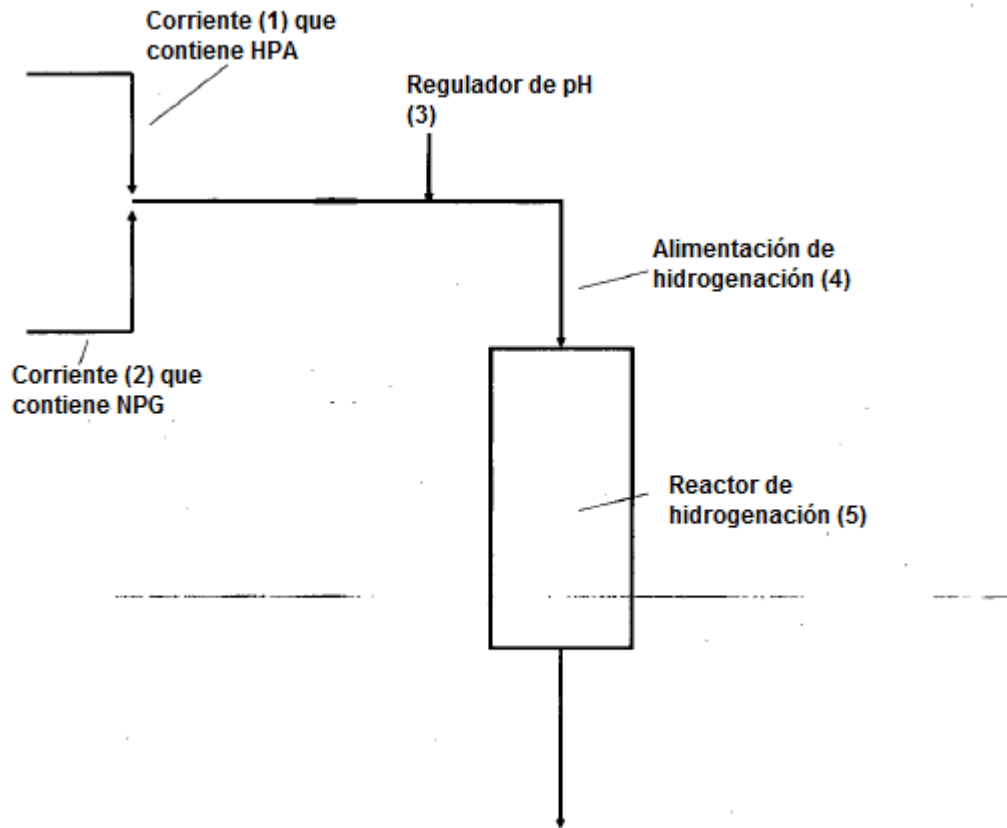 Corriente (1) que
contiene HPA
Regulador de pH
(3)
Alimentación de
hidrogenación (4)
Corriente (2) que
contiene NPG
Reactor de
hidrogenación (5)